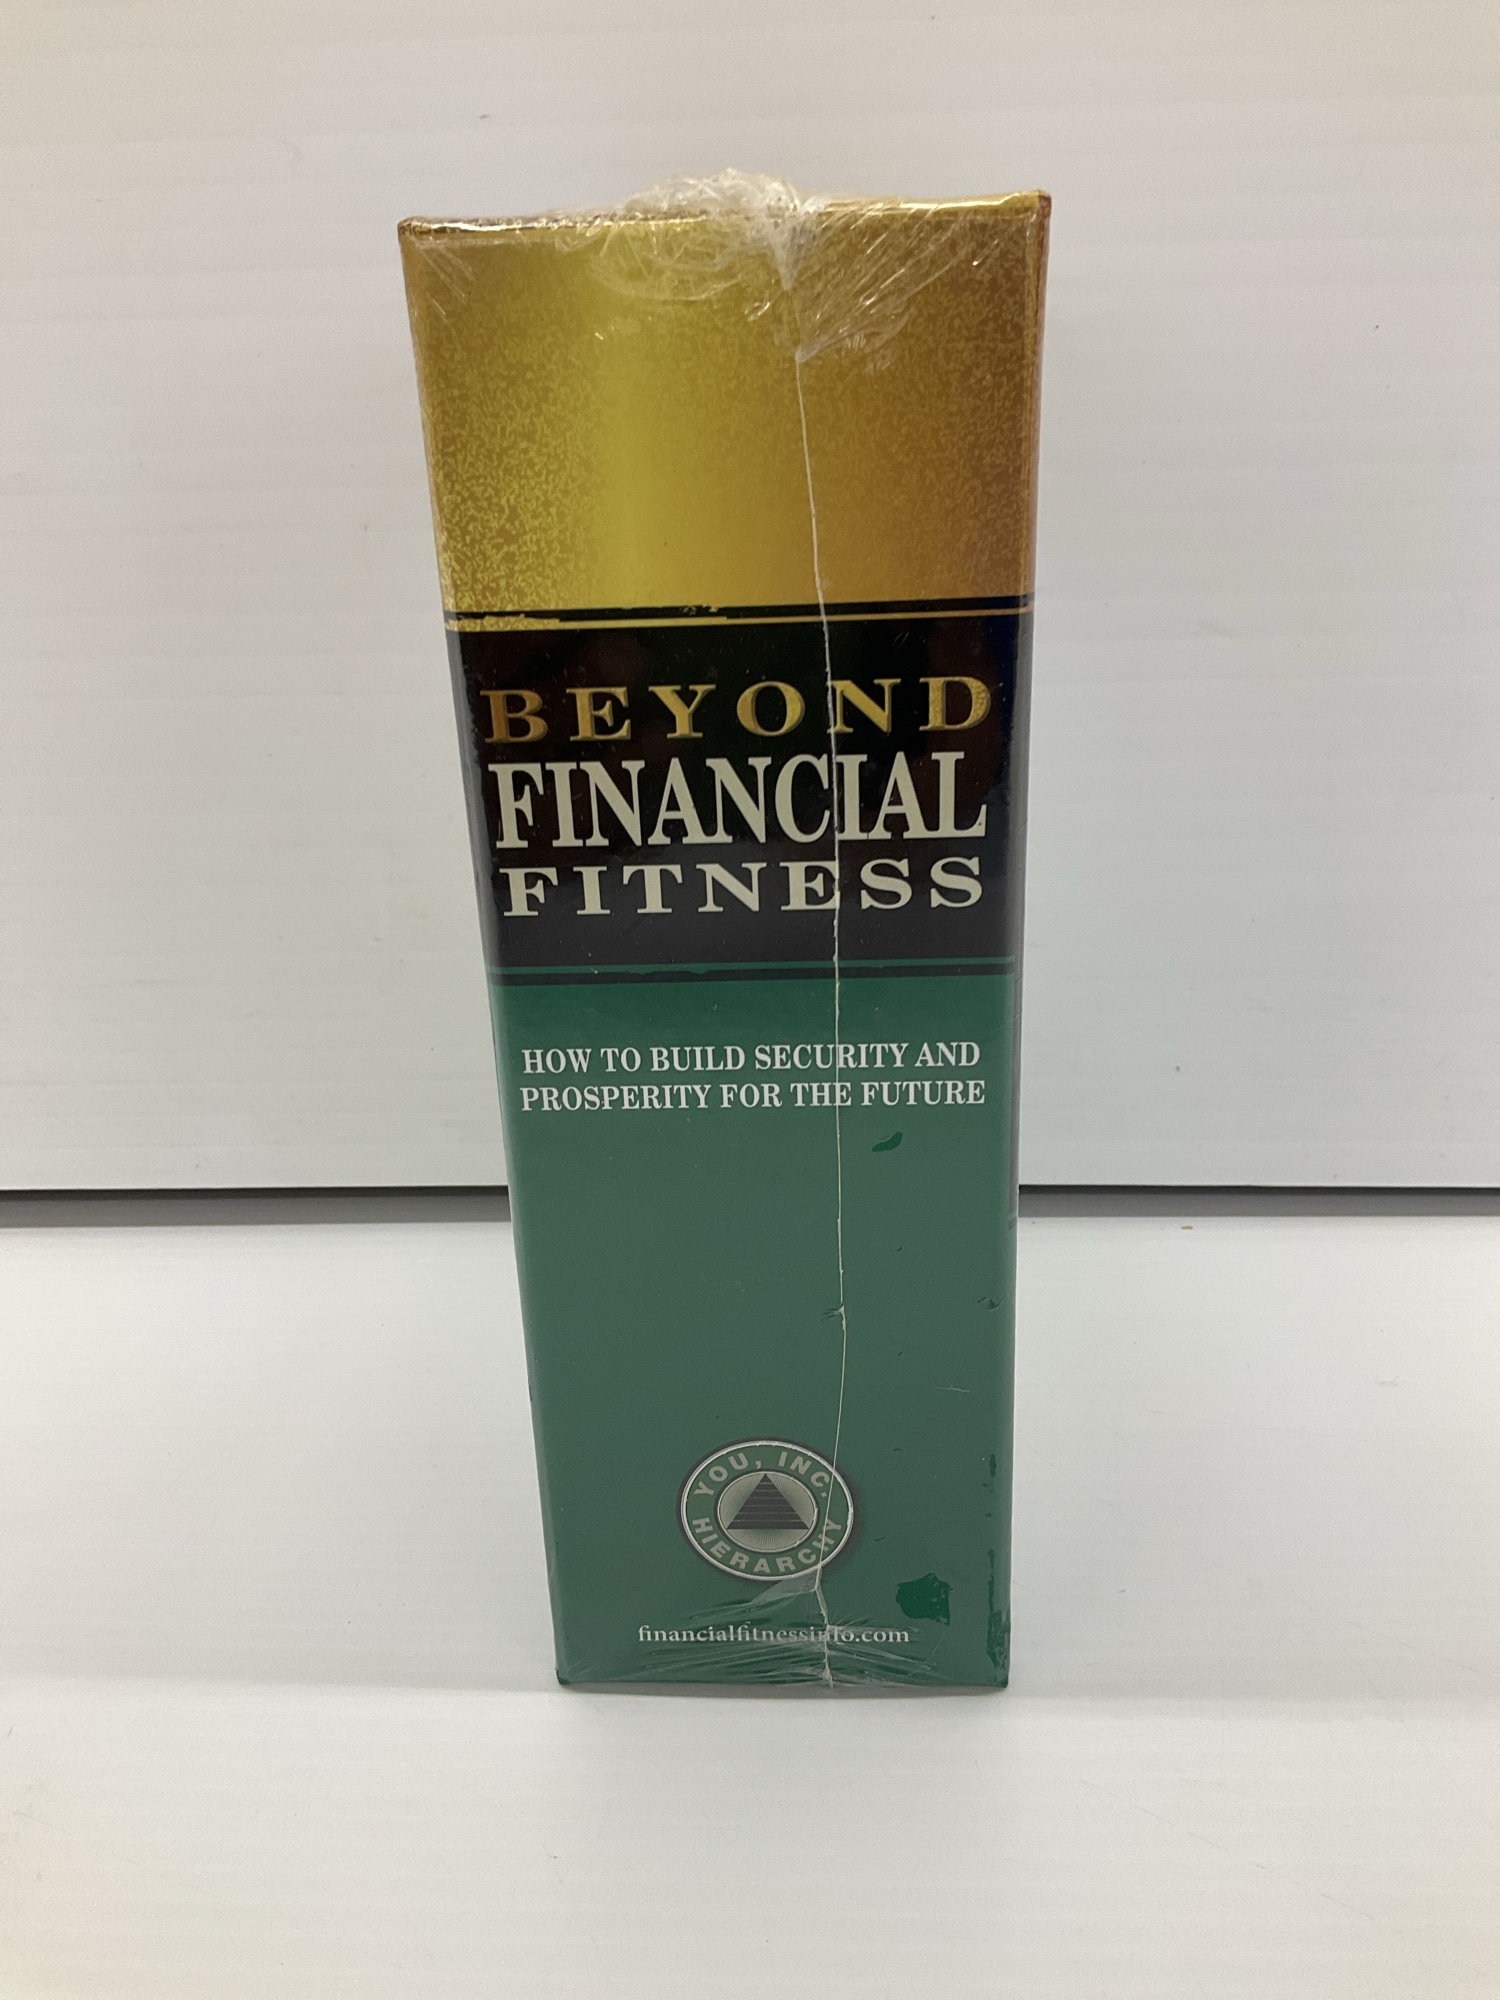 BEYOND
FINANCIAL
FITNESS
HOW TO BUILD SECURITY AND
PROSPERITY FOR THE FUTURE
YOU, INC.
HIERARCHY
financialfitnessinfo.com